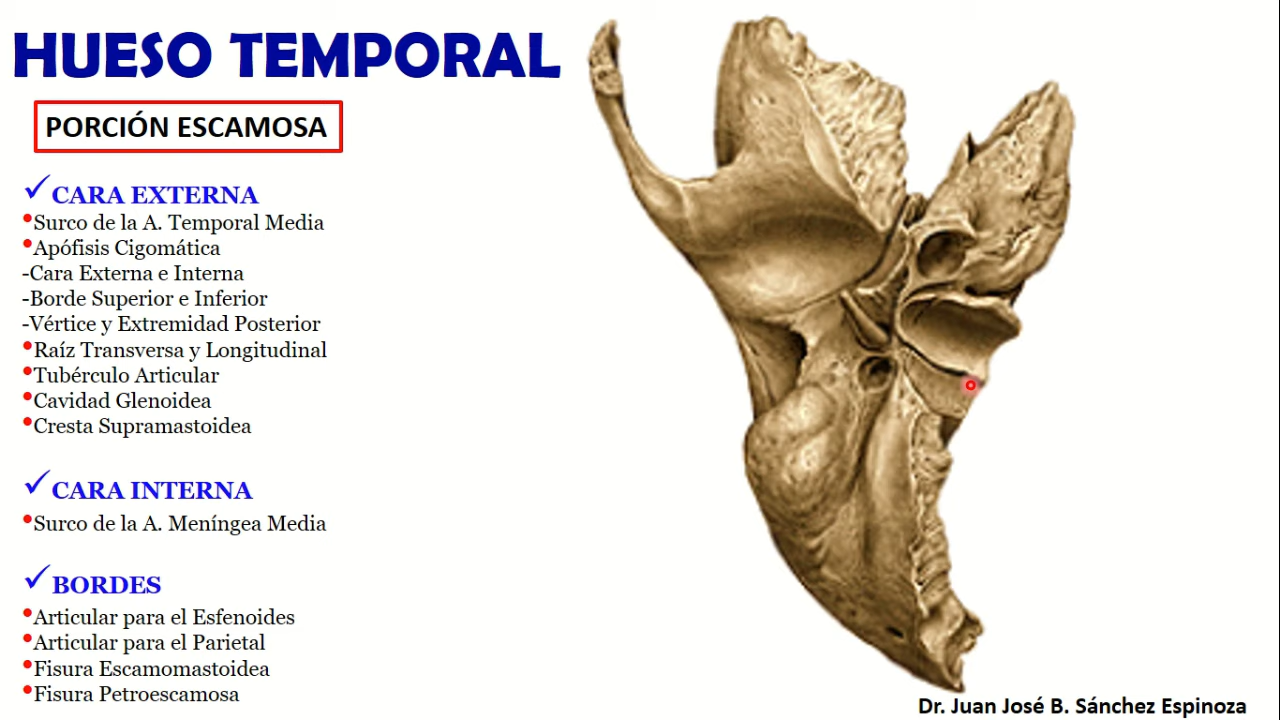 HUESO TEMPORAL
PORCIÓN ESCAMOSA
✓CARA EXTERNA
•Surco de la A. Temporal Media
•Apófisis Cigomática
-Cara Externa e Interna
-Borde Superior e Inferior
-Vértice y Extremidad Posterior
•Raíz Transversa y Longitudinal
•Tubérculo Articular
•Cavidad Glenoidea
•Cresta Supramastoidea
✓CARA INTERNA
•Surco de la A. Meníngea Media
✓BORDES
•Articular para el Esfenoides
•Articular para el Parietal
•Fisura Escamomastoidea
•Fisura Petroescamosa
Dr. Juan José B. Sánchez Espinoza